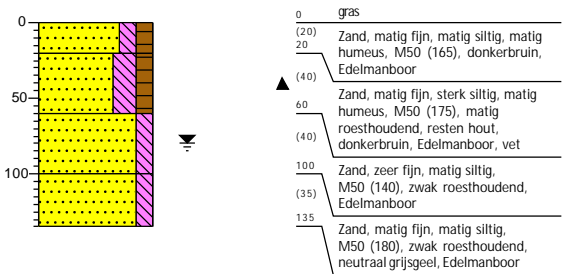 0
50
100
0
gras
(20)
Zand, matig fijn, matig siltig, matig
20
humeus, M50 (165), donkerbruin,
Edelmanboor
(40)
Zand, matig fijn, sterk siltig, matig
60
humeus, M50 (175), matig
roesthoudend, resten hout,
(40)
donkerbruin, Edelmanboor, vet
100
Zand, zeer fijn, matig siltig,
M50 (140), zwak roesthoudend,
(35)
Edelmanboor
135
Zand, matig fijn, matig siltig,
M50 (180), zwak roesthoudend,
neutraal grijsgeel, Edelmanboor